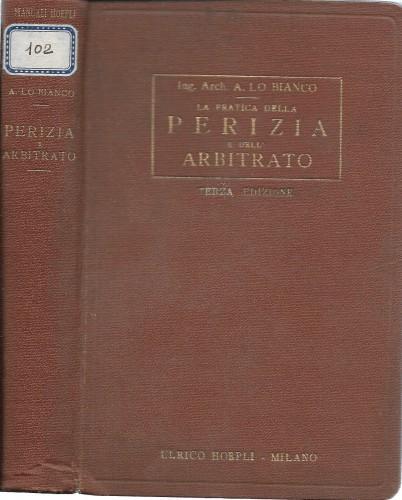 MANUALI HOEPLI
102
A. LO BIANCO
PERIZIA
E
ARBITRATO
Ing. Arch. A. LO BIANCO
LA PRATICA DELLA
PERIZIA
E DELL'
ARBITRATO
TERZA EDIZIONE
ULRICO HOEPLI - MILANO